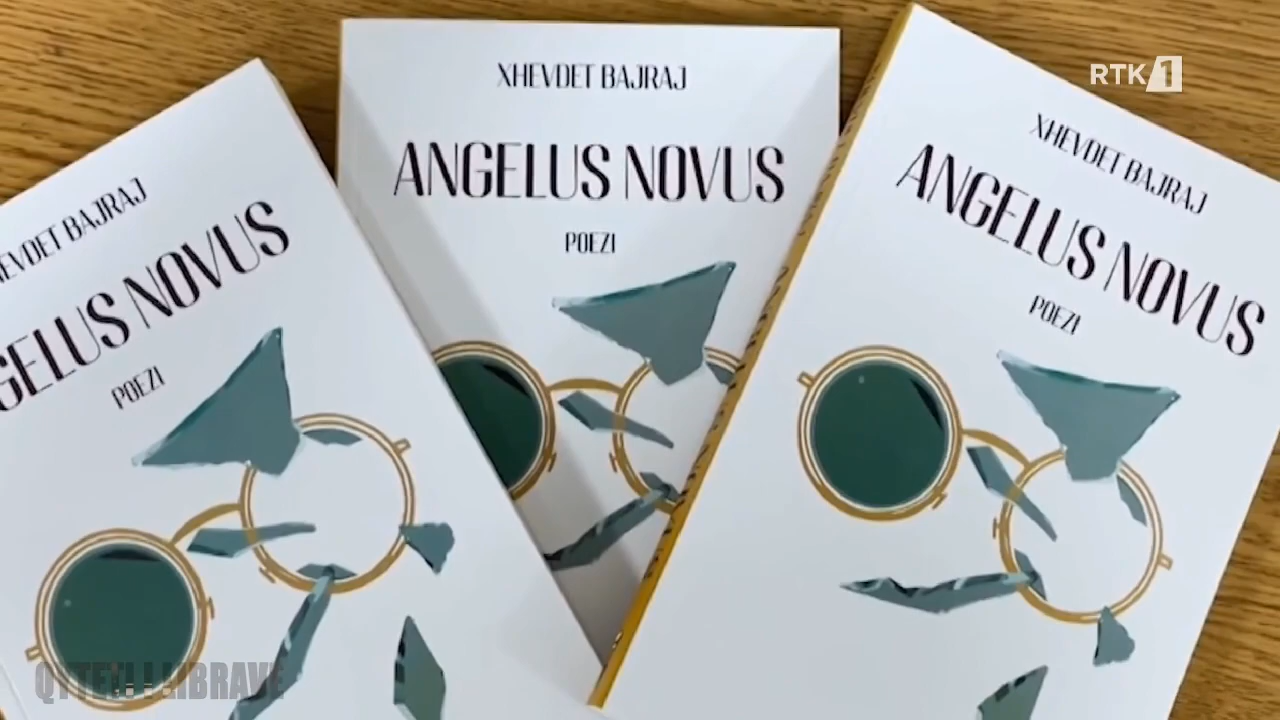 XHEVDET BAJRAJ
ANGELUS NOVUS
POEZI
HEVDET BAJRAJ
GELUS NOVUS
POEZI
XHEVDET BAJRAJ
ANGELUS NOVUS
POEZI
RTK 1
QYTETI I LIBRAVE